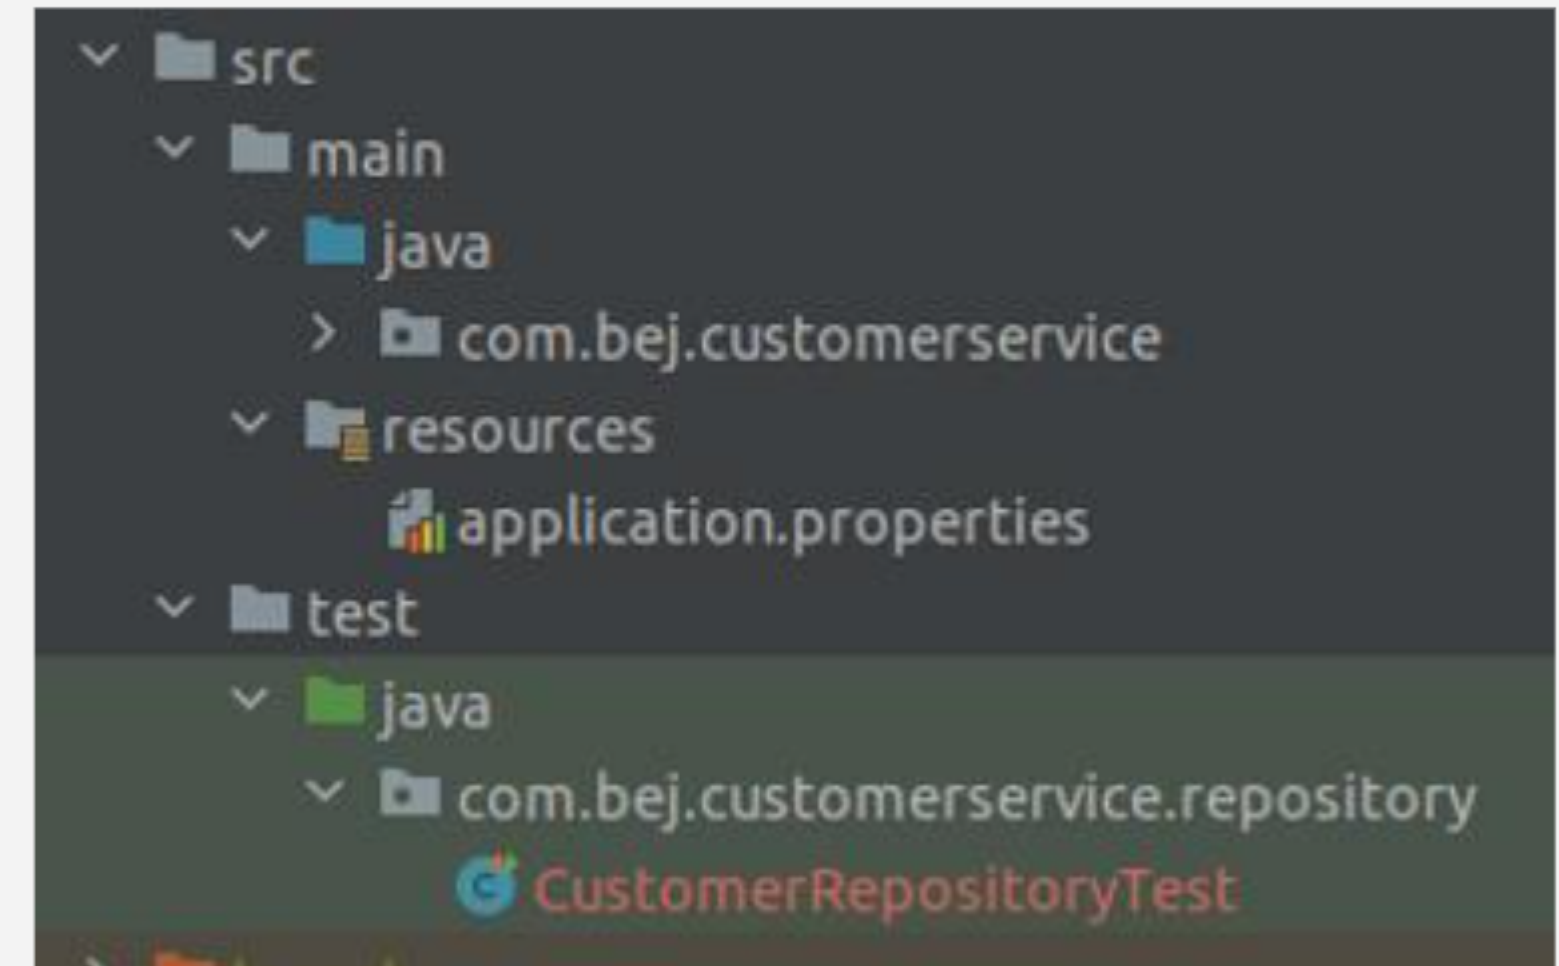 src
main
java
com.bej.customerservice
resources
application.properties
test
java
com.bej.customerservice.repository
CustomerRepositoryTest